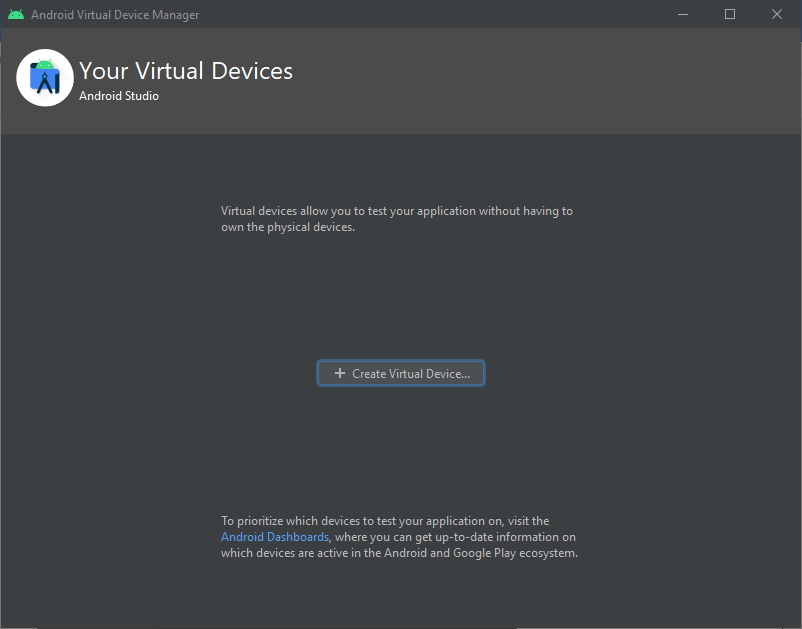 Android Virtual Device Manager
Your Virtual Devices
Android Studio
Virtual devices allow you to test your application without having to
own the physical devices.
Create Virtual Device...
To prioritize which devices to test your application on, visit the
Android Dashboards, where you can get up-to-date information on
which devices are active in the Android and Google Play ecosystem.